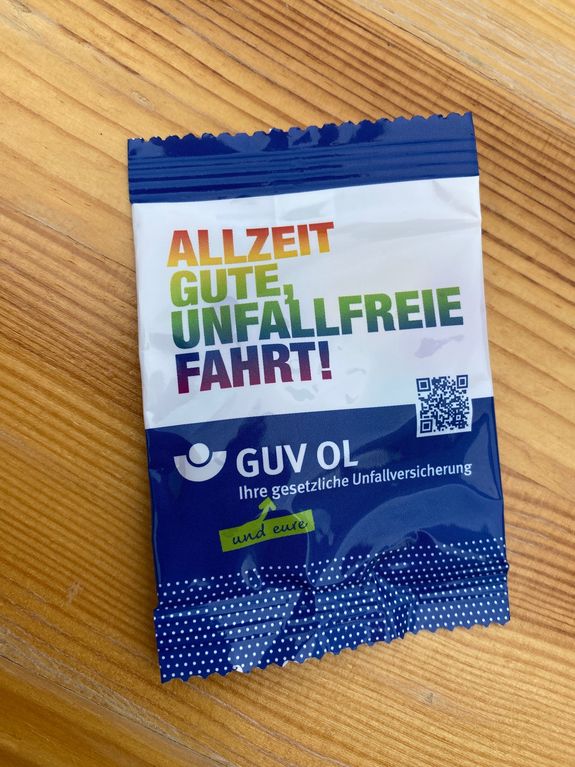 ALLZEIT
GUTE,
UNFALLFREIE
FAHRT!
GUV OL
Ihre gesetzliche Unfallversicherung
und eure